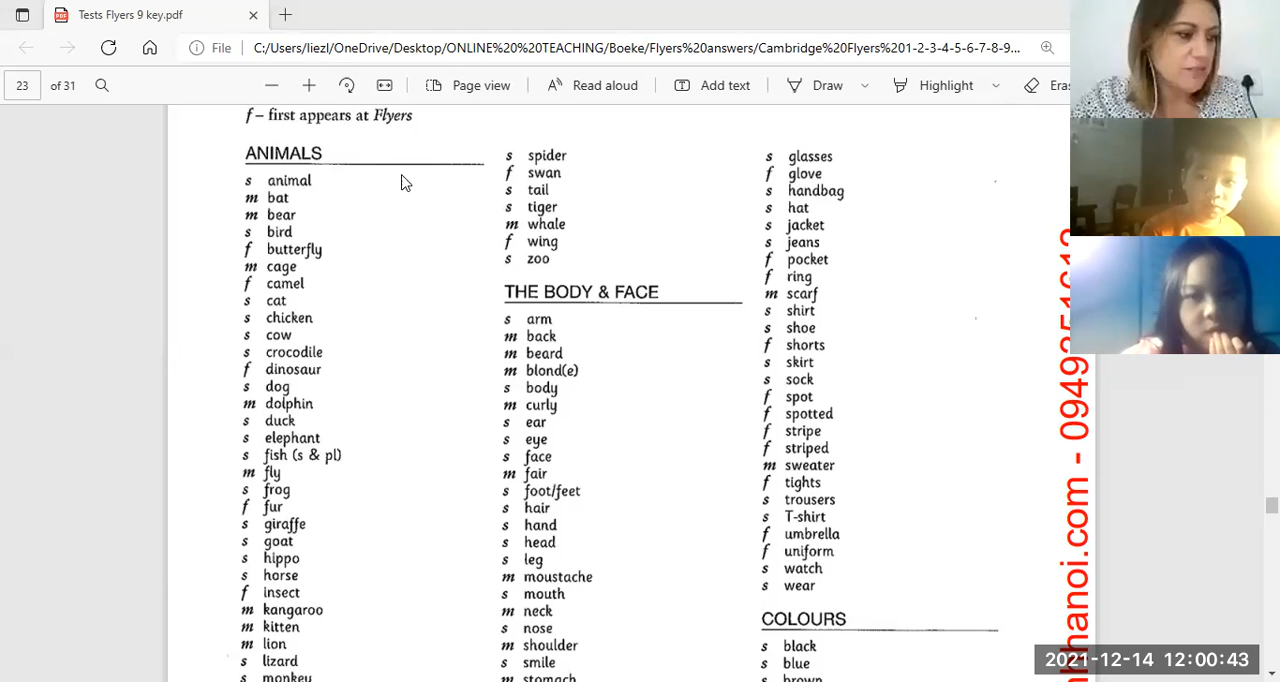 Tests Flyers 9 key.pdf
File
C:/Users/liezl/OneDrive/Desktop/ONLINE%20%20TEACHING/Boeke/Flyers%20answers/Cambridge%20Flyers%201-2-3-4-5-6-7-8-9...
23 of 31
Page view
Read aloud
Add text
Draw
Highlight
Eras
f – first appears at Flyers
ANIMALS
s animal
m bat
m bear
s bird
f butterfly
m cage
f camel
s cat
s chicken
s cow
s crocodile
f dinosaur
s dog
m dolphin
s duck
s elephant
s fish (s & pl)
m fly
s frog
f fur
s giraffe
s goat
s hippo
s horse
f insect
m kangaroo
m kitten
m lion
s lizard
s monkey
s spider
f swan
s tail
s tiger
m whale
f wing
s zoo
THE BODY & FACE
s arm
m back
m beard
m blond(e)
s body
m curly
s ear
s eye
s face
m fair
s foot/feet
s hair
s hand
s head
s leg
m moustache
s mouth
m neck
s nose
m shoulder
s smile
m stomach
s glasses
f glove
s handbag
s hat
s jacket
s jeans
f pocket
f ring
m scarf
s shirt
s shoe
f shorts
s skirt
s sock
f spot
f spotted
f stripe
f striped
m sweater
f tights
s trousers
s T-shirt
f umbrella
f uniform
s watch
s wear
COLOURS
s black
s blue
s brown
hhanoi.com - 0949
2021-12-14 12:00:43